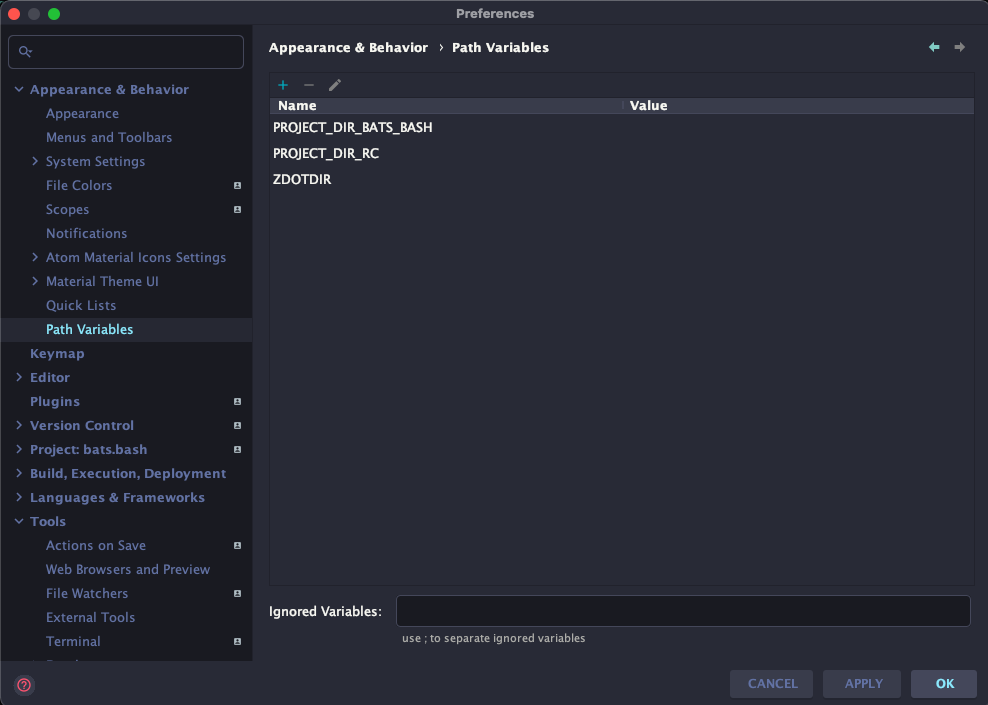 Preferences
Appearance & Behavior
Appearance
Menus and Toolbars
System Settings
File Colors
Scopes
Notifications
Atom Material Icons Settings
Material Theme UI
Quick Lists
Path Variables
Keymap
Editor
Plugins
Version Control
Project: bats.bash
Build, Execution, Deployment
Languages & Frameworks
Tools
Actions on Save
Web Browsers and Preview
File Watchers
External Tools
Terminal
Appearance & Behavior › Path Variables
Name Value
PROJECT_DIR_BATS_BASH
PROJECT_DIR_RC
ZDOTDIR
Ignored Variables:
use ; to separate ignored variables
CANCEL APPLY OK